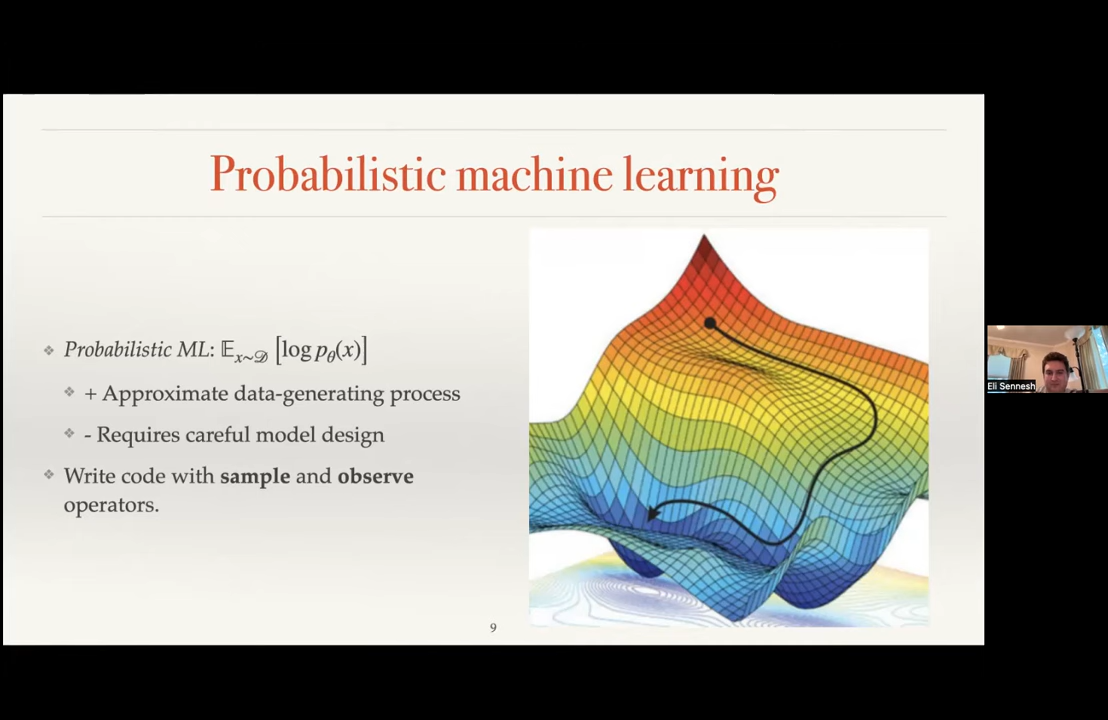 Probabilistic machine learning
Probabilistic ML: 𝔼ₓ∼𝒟 [log p_θ(x)]
+ Approximate data-generating process
- Requires careful model design
Write code with sample and observe
operators.
9
Eli Sennesh